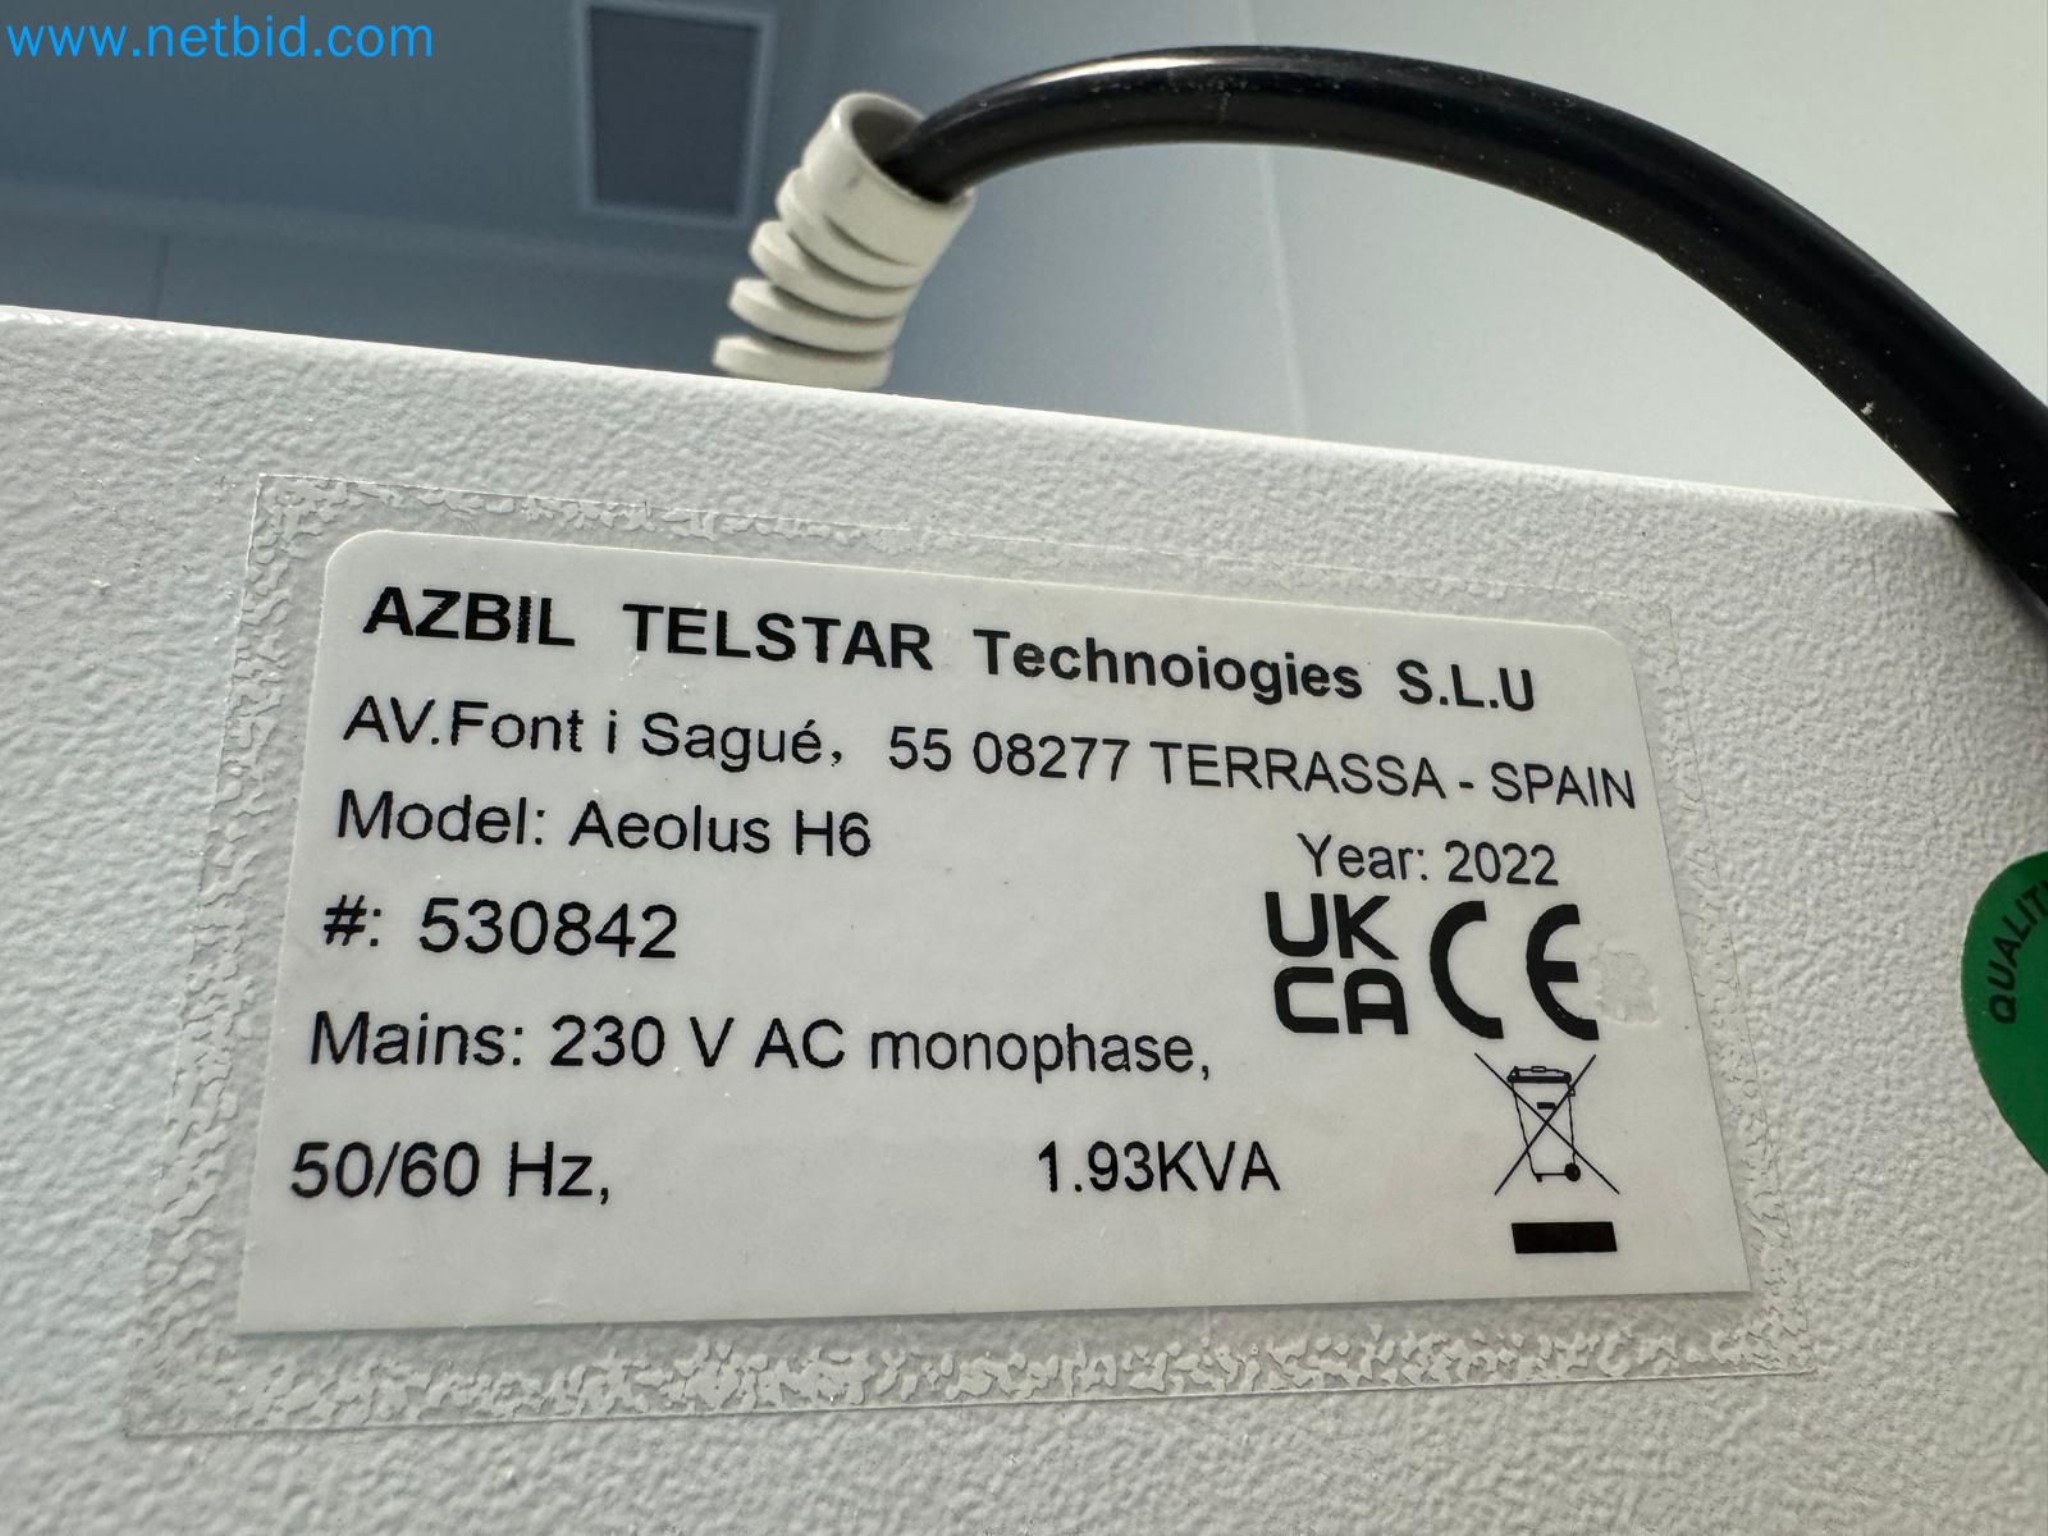 www.netbid.com
AZBIL TELSTAR Technoiogies S.L.U
AV.Font i Sagué, 55 08277 TERRASSA - SPAIN
Model: Aeolus H6
Year: 2022
#: 530842
UK
CA CE
Mains: 230 V AC monophase,
50/60 Hz, 1.93KVA